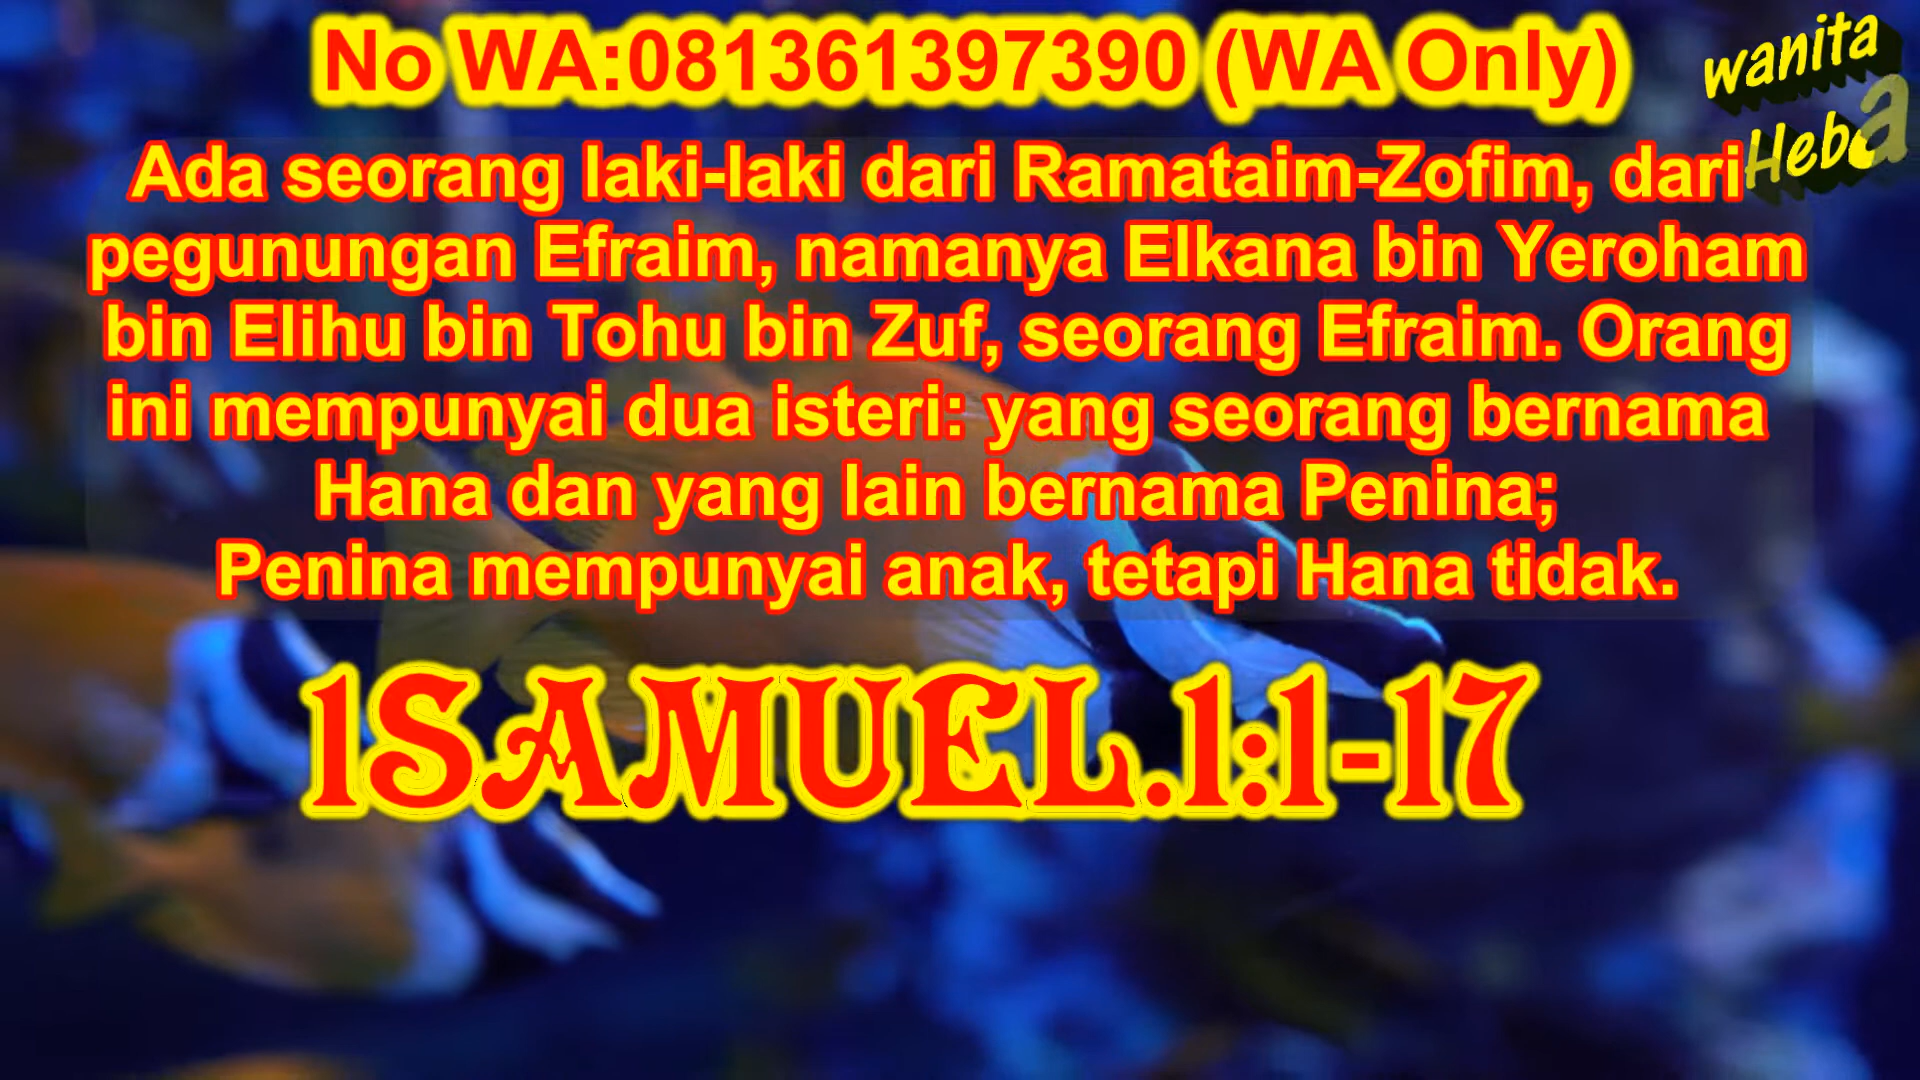 No WA:081361397390 (WA Only)
wanita
Heba
Ada seorang laki-laki dari Ramataim-Zofim, dari
pegunungan Efraim, namanya Elkana bin Yeroham
bin Elihu bin Tohu bin Zuf, seorang Efraim. Orang
ini mempunyai dua isteri: yang seorang bernama
Hana dan yang lain bernama Penina;
Penina mempunyai anak, tetapi Hana tidak.
1SAMUEL.1:1-17